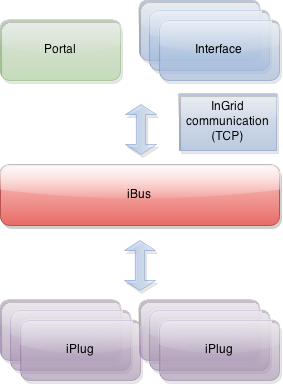 Portal
Interface
InGrid
communication
(TCP)
iBus
iPlug
iPlug